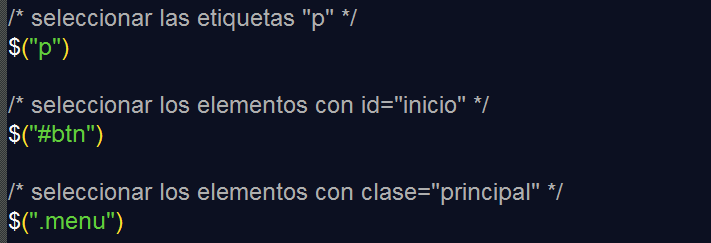 /* seleccionar las etiquetas "p" */
$("p")
/* seleccionar los elementos con id="inicio" */
$("#btn")
/* seleccionar los elementos con clase="principal" */
$(".menu")